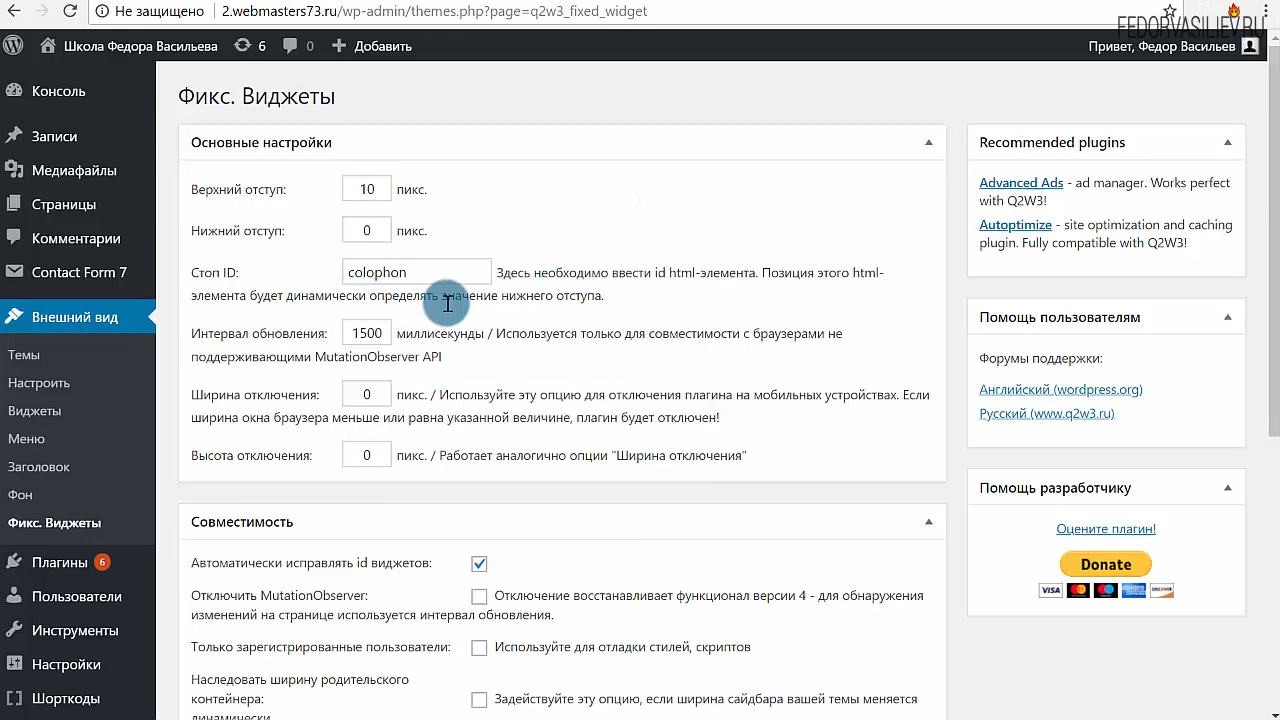 Не защищено 2.webmasters73.ru/wp-admin/themes.php?page=q2w3_fixed_widget
FEDORVASILIEV.RU
Школа Федора Васильева 6 0 Добавить Привет, Федор Васильев
Консоль
Записи
Медиафайлы
Страницы
Комментарии
Contact Form 7
Внешний вид
Темы
Настроить
Виджеты
Меню
Заголовок
Фон
Фикс. Виджеты
Плагины 6
Пользователи
Инструменты
Настройки
Шорткоды
Фикс. Виджеты
Основные настройки
Верхний отступ: 10 пикс.
Нижний отступ: 0 пикс.
Стоп ID: colophon Здесь необходимо ввести id html-элемента. Позиция этого html-
элемента будет динамически определять значение нижнего отступа.
Интервал обновления: 1500 миллисекунды / Используется только для совместимости с браузерами не
поддерживающими MutationObserver API
Ширина отключения: 0 пикс. / Используйте эту опцию для отключения плагина на мобильных устройствах. Если
ширина окна браузера меньше или равна указанной величине, плагин будет отключен!
Высота отключения: 0 пикс. / Работает аналогично опции "Ширина отключения"
Совместимость
Автоматически исправлять id виджетов:
Отключить MutationObserver Отключение восстанавливает функционал версии 4 - для обнаружения
изменений на странице используется интервал обновления.
Только зарегистрированные пользователи: Используйте для отладки стилей, скриптов
Наследовать ширину родительского
контейнера: Задействуйте эту опцию, если ширина сайдбара вашей темы меняется
динамически
Recommended plugins
Advanced Ads - ad manager. Works perfect
with Q2W3!
Autoptimize - site optimization and caching
plugin. Fully compatible with Q2W3!
Помощь пользователям
Форумы поддержки:
Английский (wordpress.org)
Русский (www.q2w3.ru)
Помощь разработчику
Оцените плагин!
Donate
VISA DISCOVER